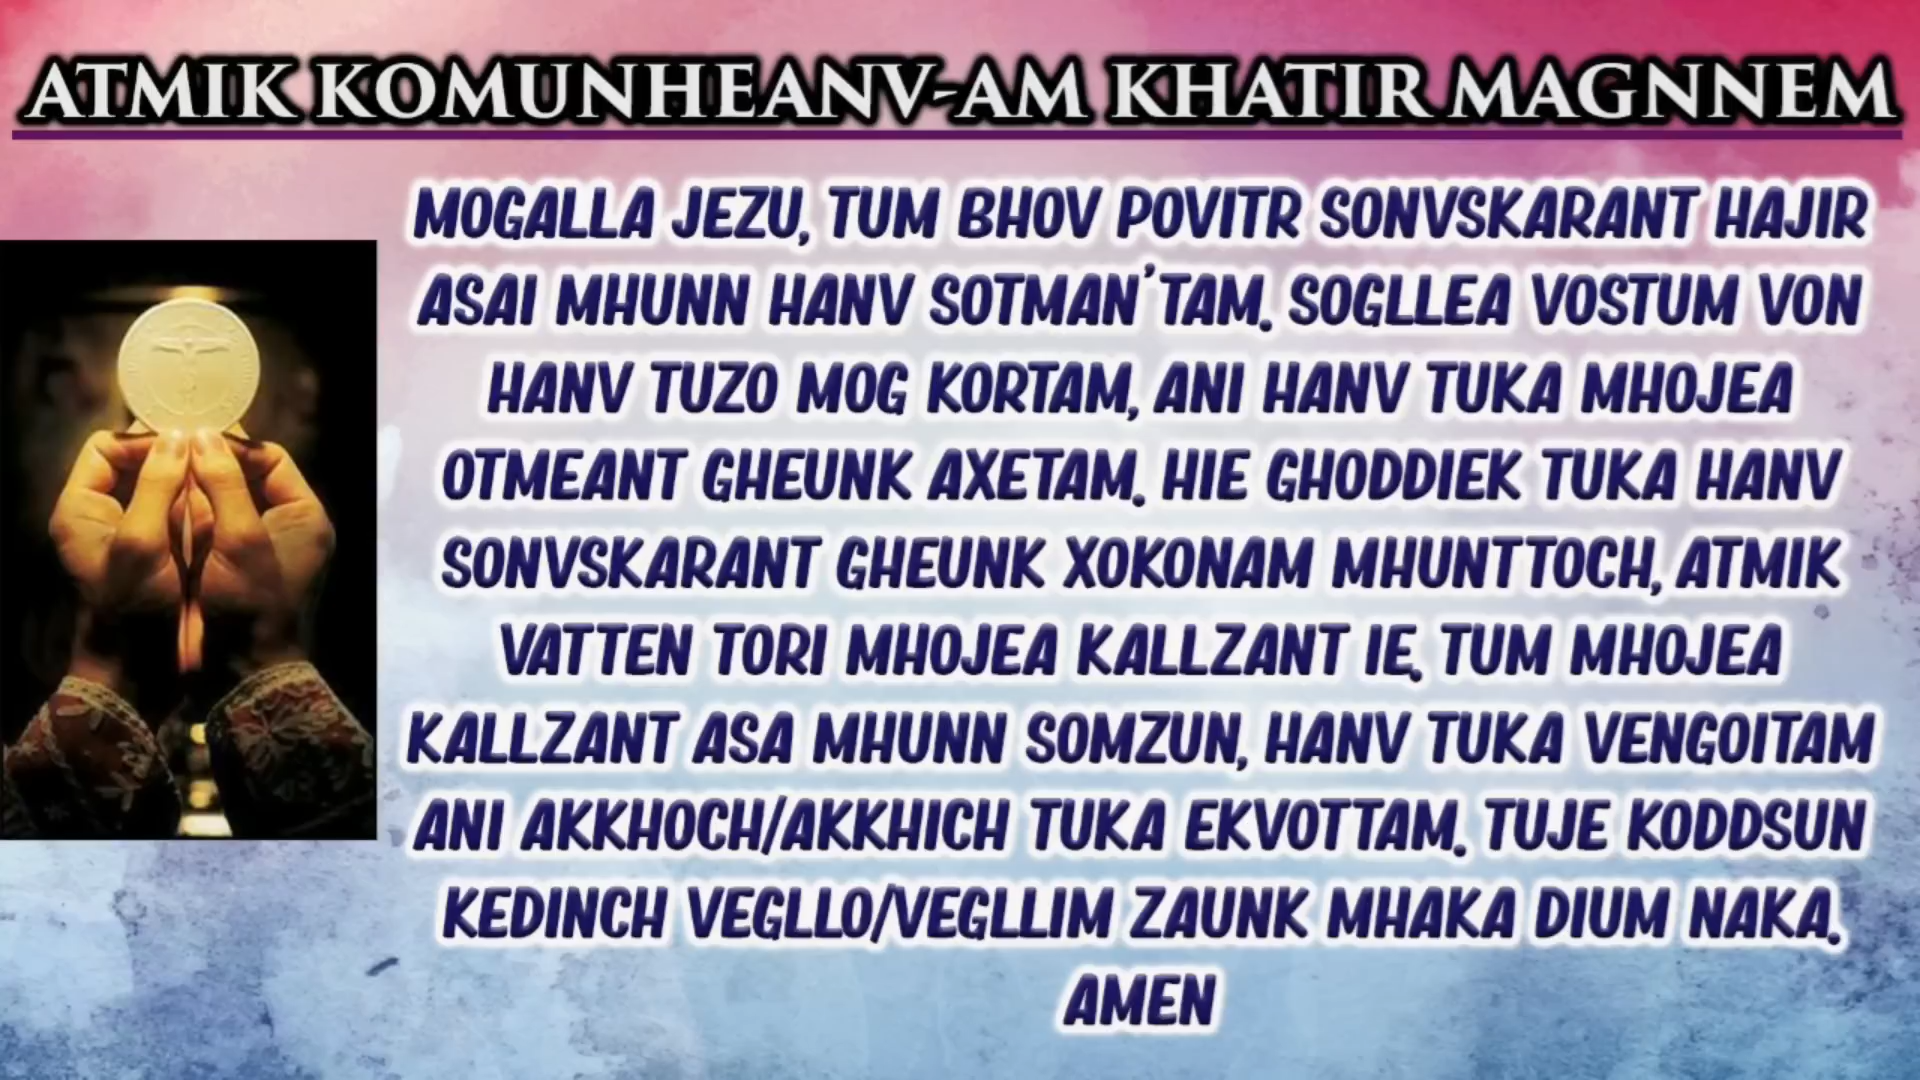 ATMIK KOMUNHEANV-AM KHATIR MAGNNEM
MOGALLA JEZU, TUM BHOV POVITR SONVSKARANT HAJIR
ASAI MHUNN HANV SOTMAN'TAM. SOGLLEA VOSTUM VON
HANV TUZO MOG KORTAM, ANI HANV TUKA MHOJEA
OTMEANT GHEUNK AXETAM. HIE GHODDIEK TUKA HANV
SONVSKARANT GHEUNK XOKONAM MHUNTTOCH, ATMIK
VATTEN TORI MHOJEA KALLZANT IE. TUM MHOJEA
KALLZANT ASA MHUNN SOMZUN, HANV TUKA VENGOITAM
ANI AKKHOCH/AKKHICH TUKA EKVOTTAM. TUJE KODDSUN
KEDINCH VEGLLO/VEGLLIM ZAUNK MHAKA DIUM NAKA.
AMEN